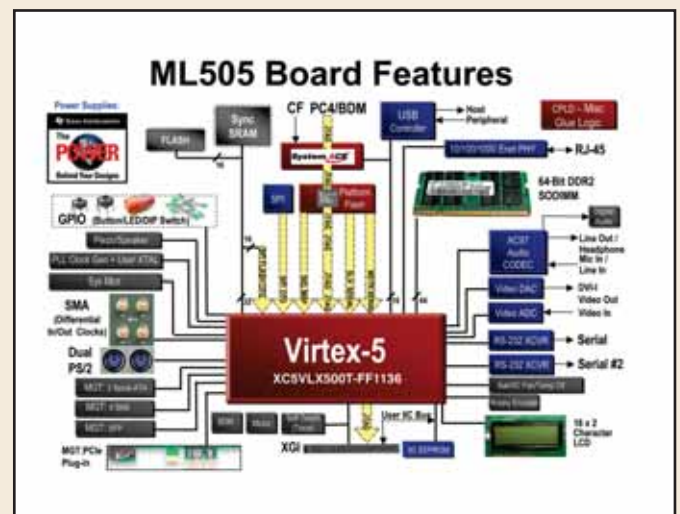 ML505 Board Features
Power Supplies:
Texas Instruments
The
POWER
Behind Your Designs
FLASH
Sync
SRAM
CF PC4/BDM
System ACE
USB
Controller
Host
Peripheral
CPLD - Misc
Glue Logic
10/100/1000 Enet PHY
RJ-45
SPI
Platform
Flash
64-Bit DDR2
SODIMM
GPIO (Button/LED/DIP Switch)
Piezo/Speaker
PLL Clock Gen + User XTAL
Sys Mon
SMA
(Differential
In/Out Clocks)
Dual
PS/2
AC97
Audio
CODEC
Line Out /
Headphone
Mic In /
Line In
Video DAC
DVI-I
Video Out
Video ADC
Video In
Virtex-5
XC5VLX500T-FF1136
RS-232 XCVR
Serial
RS-232 XCVR
Serial #2
MGT: SFP
MGT:PCIe
Plug-in
User IIC Bus
XGI
IIC EEPROM
16 x 2
Character
LCD